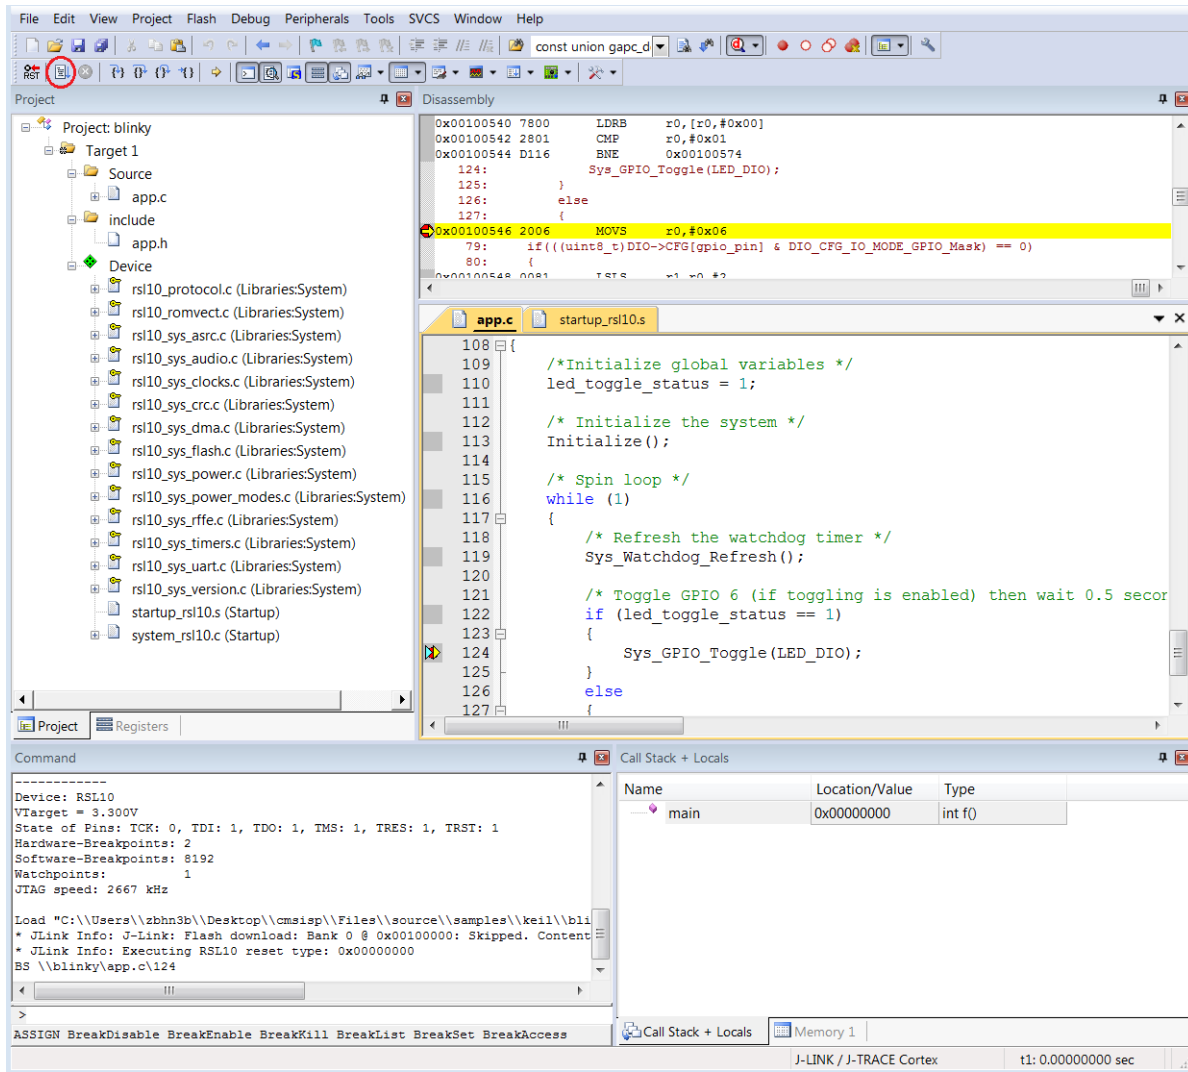 File Edit View Project Flash Debug Peripherals Tools SVCS Window Help
const union gapc_d
RST
Project
Project: blinky
Target 1
Source
app.c
include
app.h
Device
rsl10_protocol.c (Libraries:System)
rsl10_romvect.c (Libraries:System)
rsl10_sys_asrc.c (Libraries:System)
rsl10_sys_audio.c (Libraries:System)
rsl10_sys_clocks.c (Libraries:System)
rsl10_sys_crc.c (Libraries:System)
rsl10_sys_dma.c (Libraries:System)
rsl10_sys_flash.c (Libraries:System)
rsl10_sys_power.c (Libraries:System)
rsl10_sys_power_modes.c (Libraries:System)
rsl10_sys_rffe.c (Libraries:System)
rsl10_sys_timers.c (Libraries:System)
rsl10_sys_uart.c (Libraries:System)
rsl10_sys_version.c (Libraries:System)
startup_rsl10.s (Startup)
system_rsl10.c (Startup)
Project Registers
Disassembly
0x00100540 7800 LDRB r0,[r0,#0x00]
0x00100542 2801 CMP r0,#0x01
0x00100544 D116 BNE 0x00100574
124: Sys_GPIO_Toggle(LED_DIO);
125: }
126: else
127: {
0x00100546 2006 MOVS r0,#0x06
79: if(((uint8_t)DIO->CFG[gpio_pin] & DIO_CFG_IO_MODE_GPIO_Mask) == 0)
80: {
0x00100548 0081 LSLS r1,r0,#2
app.c startup_rsl10.s
108 {
109 /*Initialize global variables */
110 led_toggle_status = 1;
111
112 /* Initialize the system */
113 Initialize();
114
115 /* Spin loop */
116 while (1)
117 {
118 /* Refresh the watchdog timer */
119 Sys_Watchdog_Refresh();
120
121 /* Toggle GPIO 6 (if toggling is enabled) then wait 0.5 secor
122 if (led_toggle_status == 1)
123 {
124 Sys_GPIO_Toggle(LED_DIO);
125 }
126 else
127 {
Command
------------
Device: RSL10
VTarget = 3.300V
State of Pins: TCK: 0, TDI: 1, TDO: 1, TMS: 1, TRES: 1, TRST: 1
Hardware-Breakpoints: 2
Software-Breakpoints: 8192
Watchpoints: 1
JTAG speed: 2667 kHz
Load "C:\\Users\\zbhn3b\\Desktop\\cmsisp\\Files\\source\\samples\\keil\\bli
* JLink Info: J-Link: Flash download: Bank 0 @ 0x00100000: Skipped. Content
* JLink Info: Executing RSL10 reset type: 0x00000000
BS \\blinky\app.c\124
>
ASSIGN BreakDisable BreakEnable BreakKill BreakList BreakSet BreakAccess
Call Stack + Locals
Name Location/Value Type
main 0x00000000 int f()
Call Stack + Locals Memory 1
J-LINK / J-TRACE Cortex t1: 0.00000000 sec